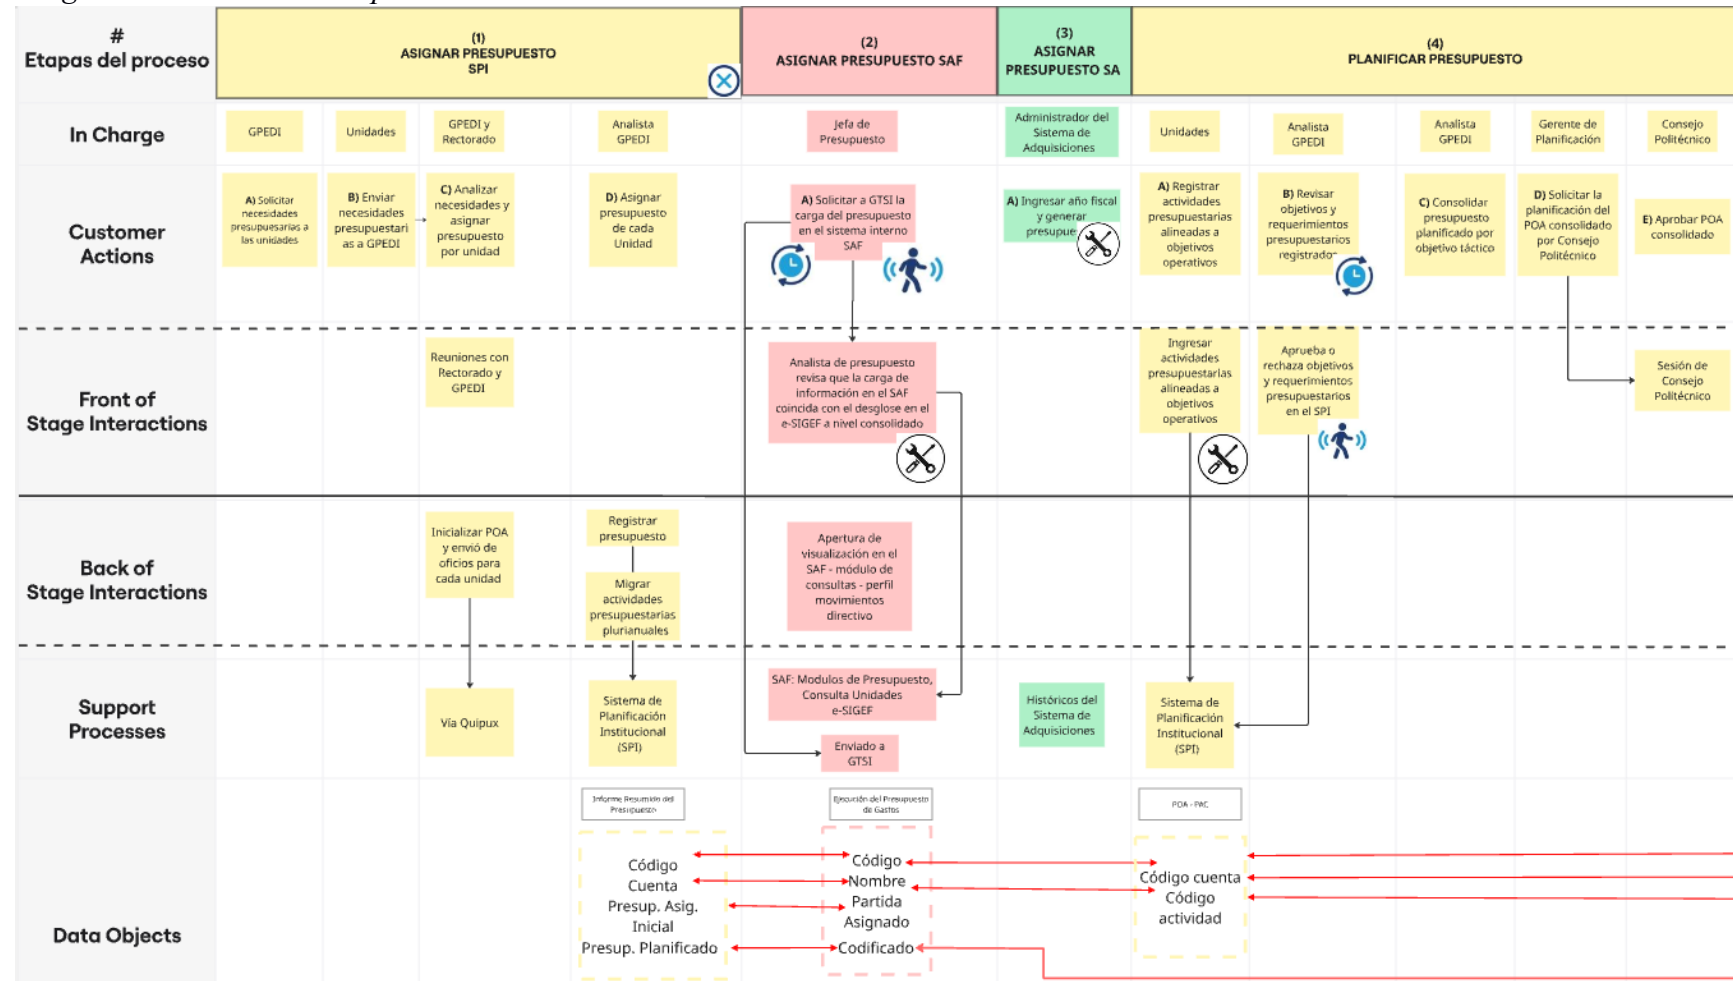 #
Etapas del proceso
(1)
ASIGNAR PRESUPUESTO
SPI
(2)
ASIGNAR PRESUPUESTO SAF
(3)
ASIGNAR
PRESUPUESTO SA
(4)
PLANIFICAR PRESUPUESTO
In Charge
GPEDI
Unidades
GPEDI y
Rectorado
Analista
GPEDI
Jefa de
Presupuesto
Administrador del
Sistema de
Adquisiciones
Unidades
Analista
GPEDI
Analista
GPEDI
Gerente de
Planificación
Consejo
Politécnico
Customer
Actions
A) Solicitar
necesidades
presupuesarias a
las unidades
B) Enviar
necesidades
presupuestari
as a GPEDI
C) Analizar
necesidades y
asignar
presupuesto
por unidad
D) Asignar
presupuesto
de cada
Unidad
A) Solicitar a GTSI la
carga del presupuesto
en el sistema interno
SAF
A) Ingresar año fiscal
y generar
A) Registrar
actividades
presupuestarias
alineadas a
objetivos
operativos
B) Revisar
objetivos y
requerimientos
presupuestarios
registrados
C) Consolidar
presupuesto
planificado por
objetivo táctico
D) Solicitar la
planificación del
POA consolidado
por Consejo
Politécnico
E) Aprobar POA
consolidado
Front of
Stage Interactions
Reuniones con
Rectorado y
GPEDI
Analista de presupuesto
revisa que la carga de
información en el SAF
coincida con el desglose en el
e-SIGEF a nivel consolidado
Ingresar
actividades
presupuestarias
alineadas a
objetivos
operativos
Aprueba o
rechaza objetivos
y requerimientos
presupuestarios
en el SPI
Sesión de
Consejo
Politécnico
Back of
Stage Interactions
Inicializar POA
y envió de
oficios para
cada unidad
Registrar
presupuesto
Migrar
actividades
presupuestarias
plurianuales
Apertura de
visualización en el
SAF - módulo de
consultas - perfil
movimientos
directivo
Support
Processes
Vía Quipux
Sistema de
Planificación
Institucional
(SPI)
SAF: Modulos de Presupuesto,
Consulta Unidades
e-SIGEF
Enviado a
GTSI
Históricos del
Sistema de
Adquisiciones
Sistema de
Planificación
Institucional
(SPI)
Data Objects
Informe Resumido del
Presupuesto
Código
Cuenta
Presup. Asig.
Inicial
Presup. Planificado
Ejecución del Presupuesto
de Gastos
Código
Nombre
Partida
Asignado
Codificado
POA - PAC
Código cuenta
Código
actividad